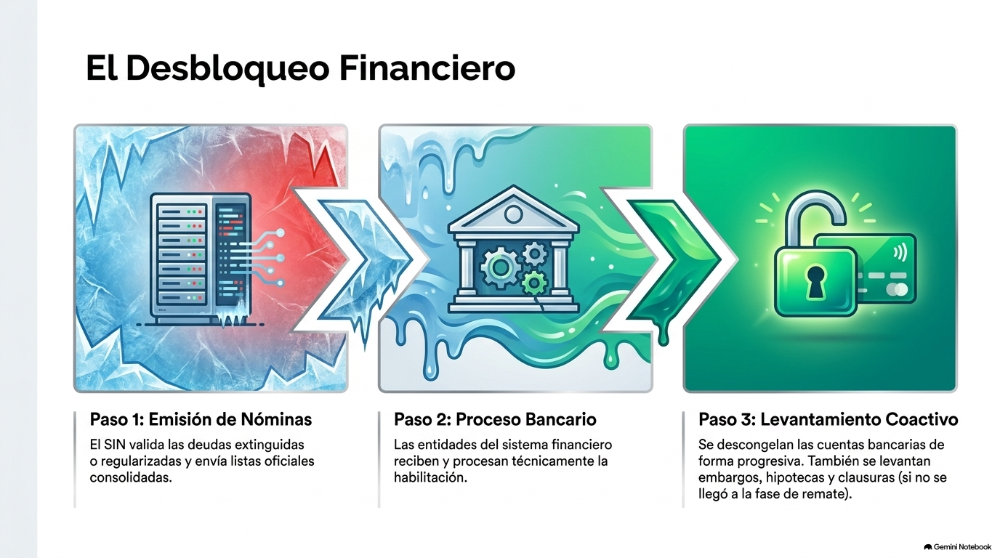 El Desbloqueo Financiero
Paso 1: Emisión de Nóminas
El SIN valida las deudas extinguidas
o regularizadas y envía listas oficiales
consolidadas.
Paso 2: Proceso Bancario
Las entidades del sistema financiero
reciben y procesan técnicamente la
habilitación.
Paso 3: Levantamiento Coactivo
Se descongelan las cuentas bancarias de
forma progresiva. También se levantan
embargos, hipotecas y clausuras (si no se
llegó a la fase de remate).
Gemini Notebook